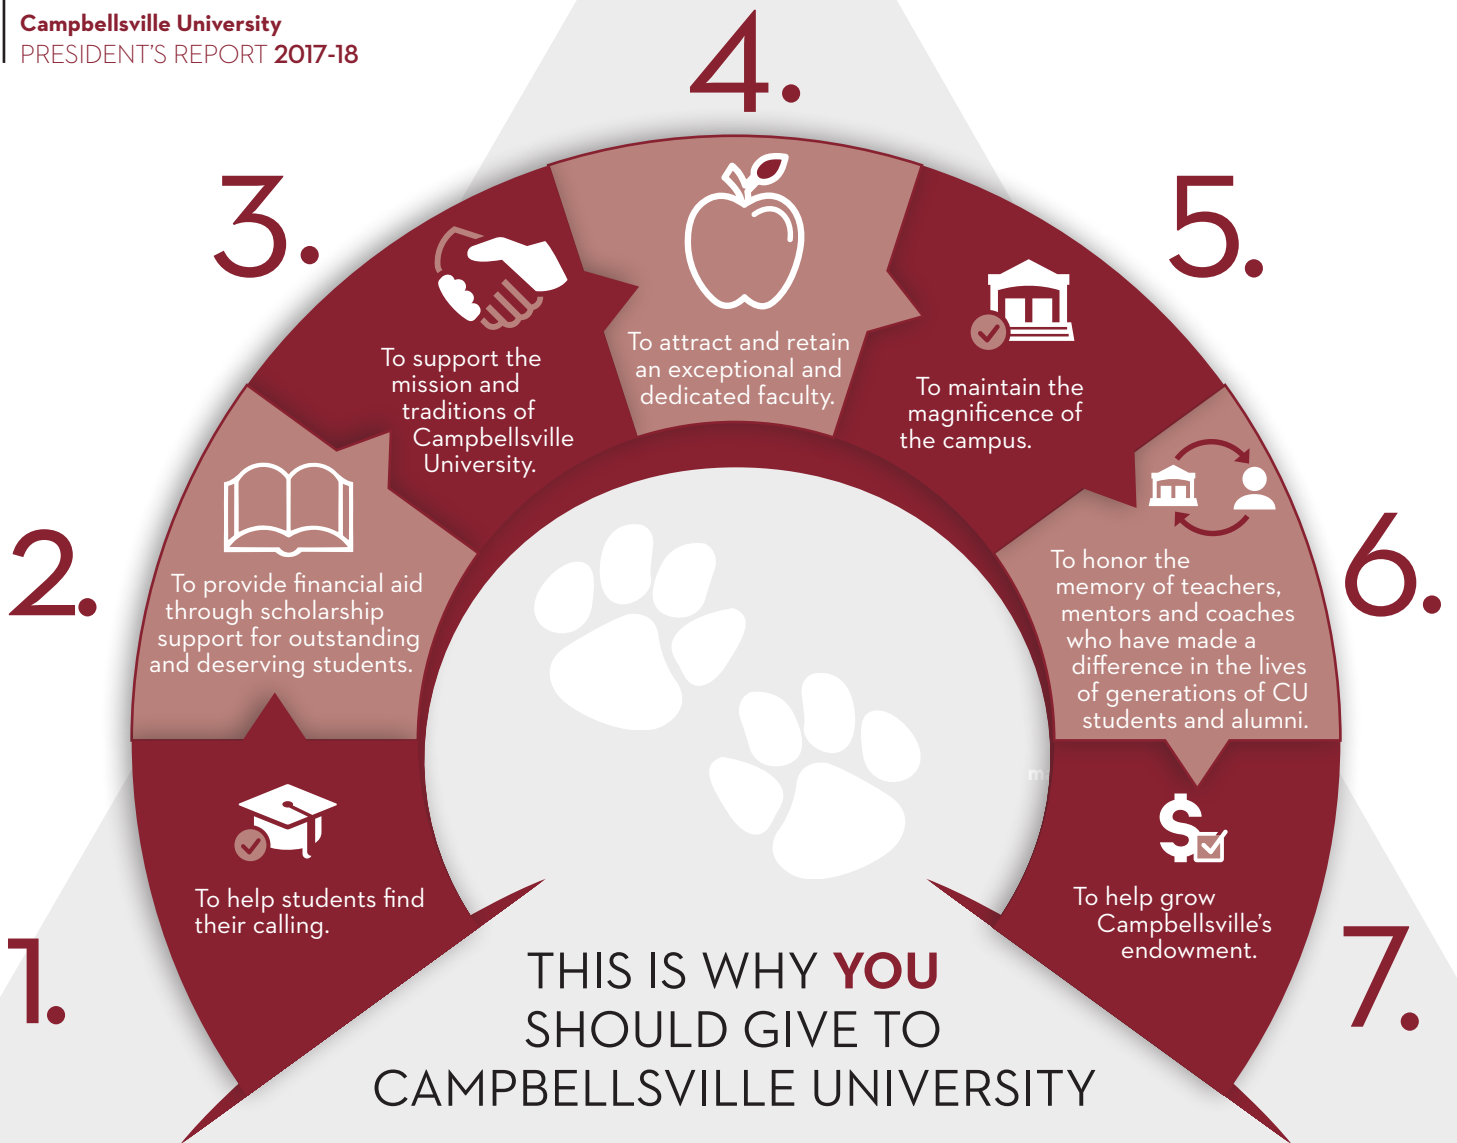 Campbellsville University
PRESIDENT'S REPORT 2017-18
1.
To help students find
their calling.
2.
To provide financial aid
through scholarship
support for outstanding
and deserving students.
3.
To support the
mission and
traditions of
Campbellsville
University.
4.
To attract and retain
an exceptional and
dedicated faculty.
5.
To maintain the
magnificence of
the campus.
6.
To honor the
memory of teachers,
mentors and coaches
who have made a
difference in the lives
of generations of CU
students and alumni.
7.
To help grow
Campbellsville's
endowment.
THIS IS WHY YOU
SHOULD GIVE TO
CAMPBELLSVILLE UNIVERSITY